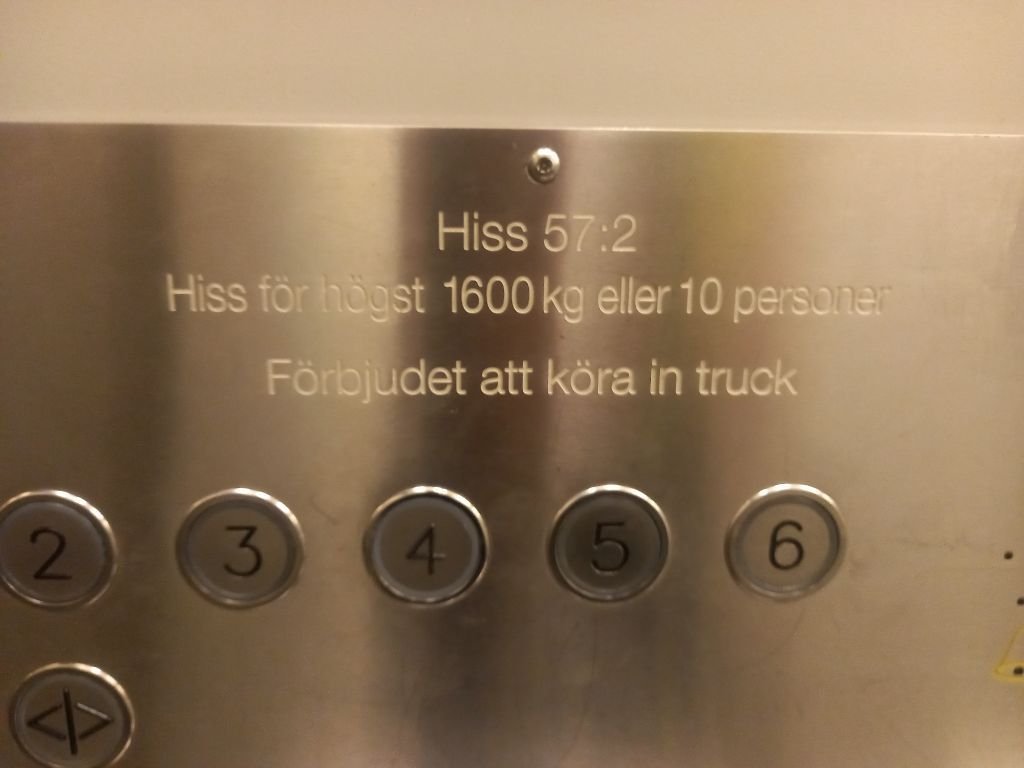 Hiss 57:2
Hiss för högst 1600 kg eller 10 personer
Förbjudet att köra in truck
2 3 4 5 6
<|>